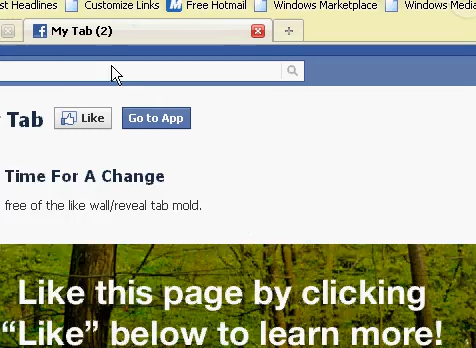 st Headlines Customize Links Free Hotmail Windows Marketplace Windows Media
My Tab (2)
Tab Like Go to App
Time For A Change
free of the like wall/reveal tab mold.
Like this page by clicking
“Like” below to learn more!